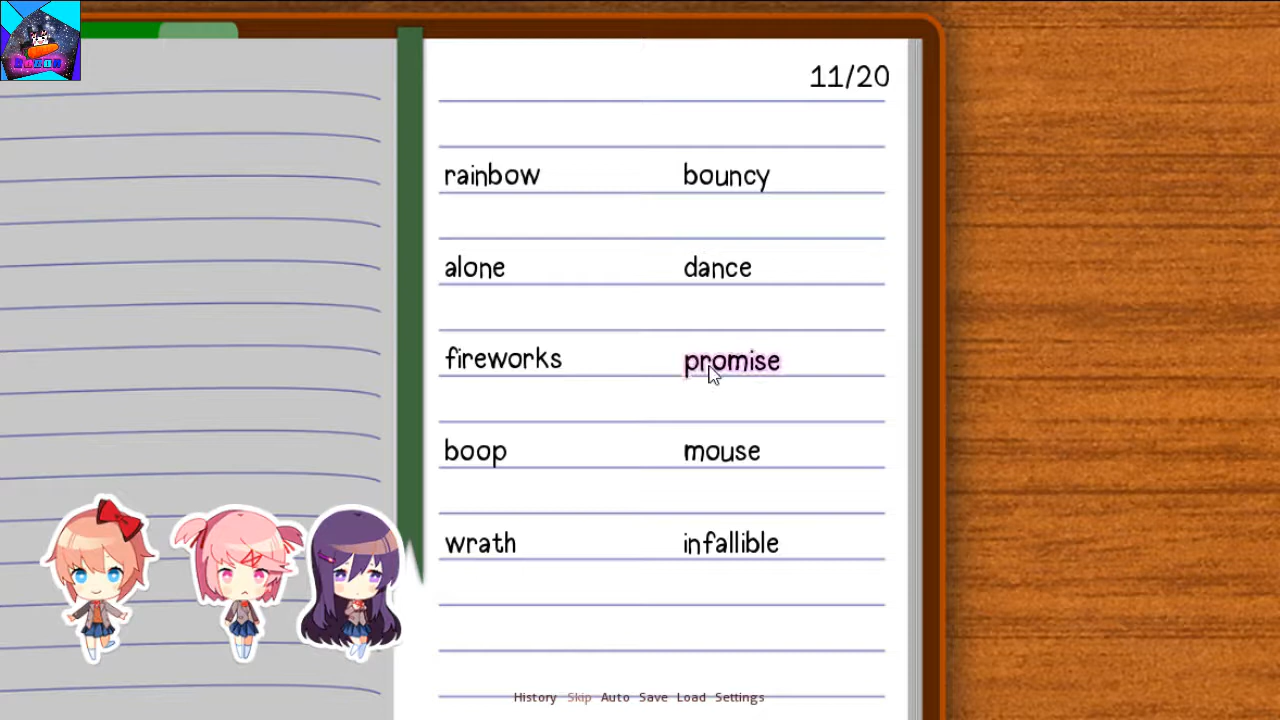 11/20
rainbow bouncy
alone dance
fireworks promise
boop mouse
wrath infallible
History Skip Auto Save Load Settings